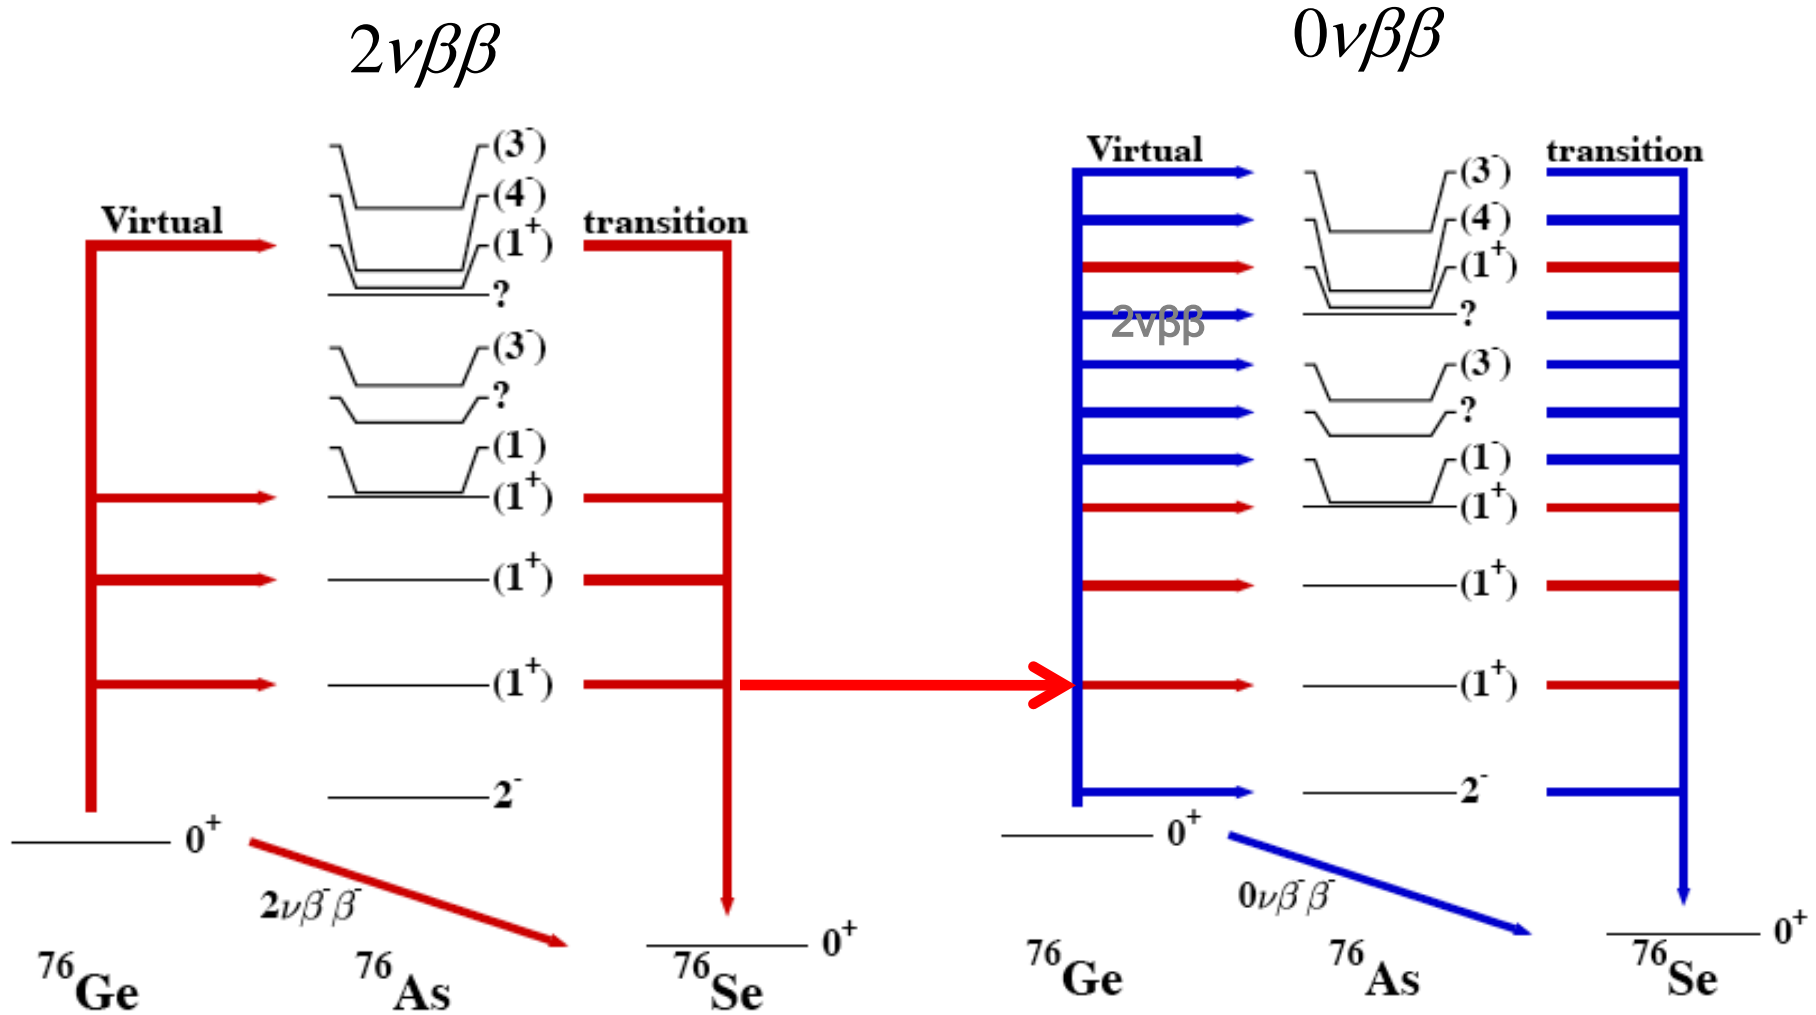 2νββ
0νββ
Virtual
transition
(3⁻)
(4⁻)
(1⁺)
?
(3⁻)
?
(1⁻)
(1⁺)
(1⁺)
(1⁺)
2⁻
0⁺
2νβ⁻β⁻
0⁺
⁷⁶Ge
⁷⁶As
⁷⁶Se
Virtual
transition
(3⁻)
(4⁻)
(1⁺)
?
2νββ
(3⁻)
?
(1⁻)
(1⁺)
(1⁺)
(1⁺)
2⁻
0⁺
0νβ⁻β⁻
0⁺
⁷⁶Ge
⁷⁶As
⁷⁶Se